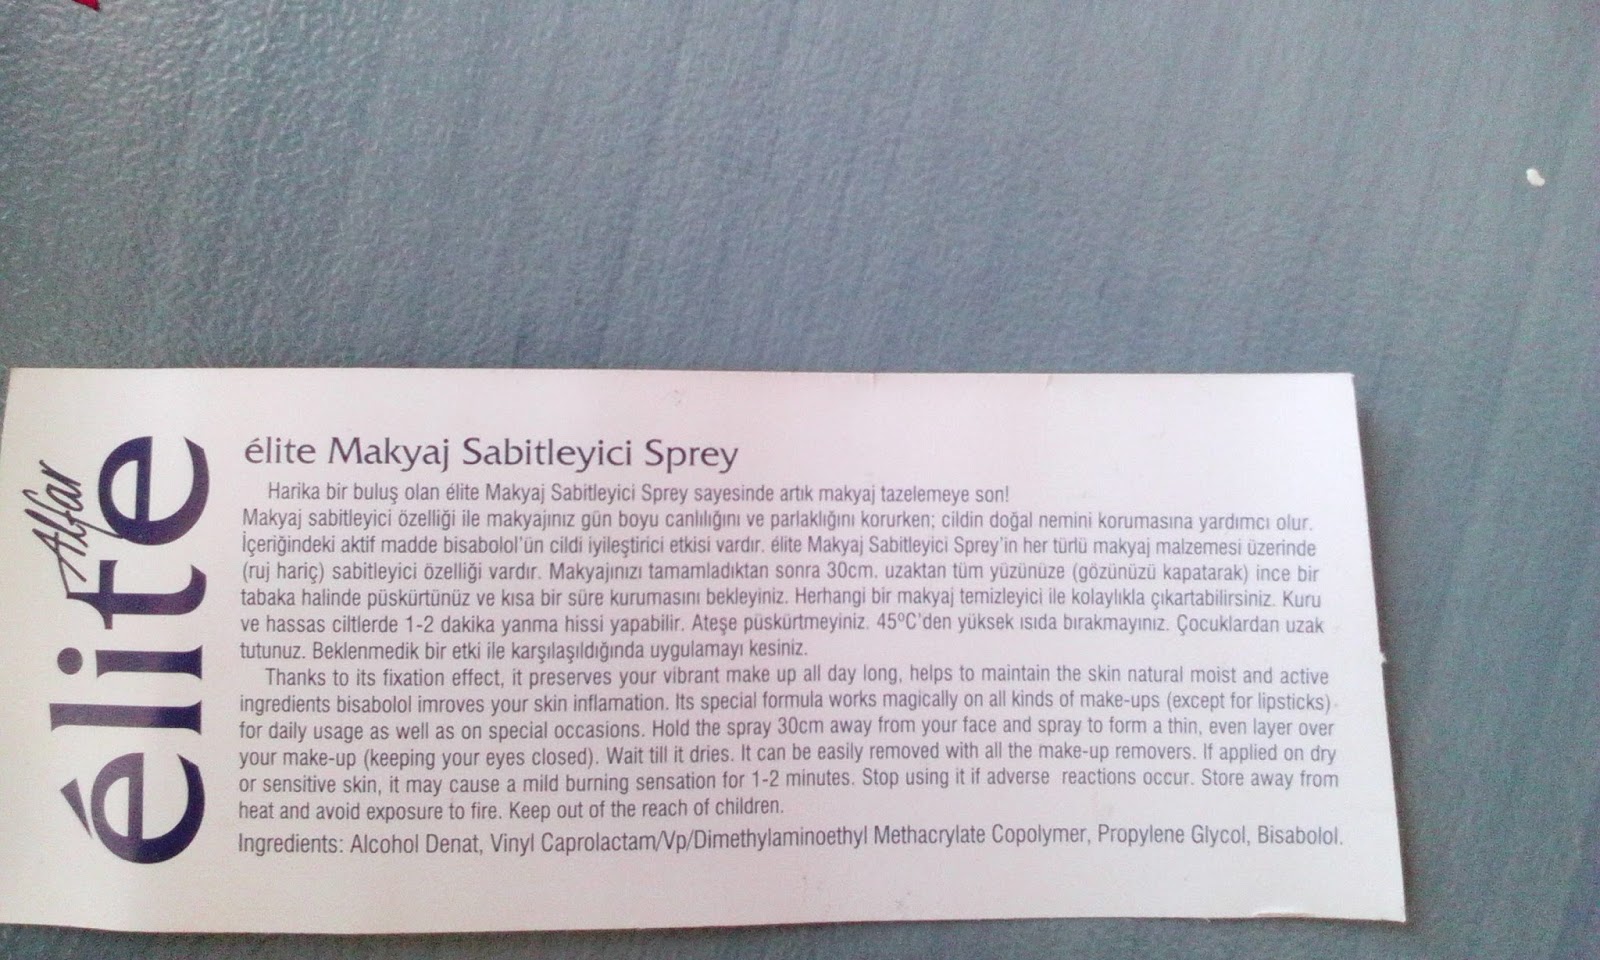 Alfar
élite
élite Makyaj Sabitleyici Sprey
Harika bir buluş olan élite Makyaj Sabitleyici Sprey sayesinde artık makyaj tazelemeye son!
Makyaj sabitleyici özelliği ile makyajınız gün boyu canlılığını ve parlaklığını korurken; cildin doğal nemini korumasına yardımcı olur.
İçeriğindeki aktif madde bisabolol'ün cildi iyileştirici etkisi vardır. élite Makyaj Sabitleyici Sprey'in her türlü makyaj malzemesi üzerinde
(ruj hariç) sabitleyici özelliği vardır. Makyajınızı tamamladıktan sonra 30cm. uzaktan tüm yüzünüze (gözünüzü kapatarak) ince bir
tabaka halinde püskürtünüz ve kısa bir süre kurumasını bekleyiniz. Herhangi bir makyaj temizleyici ile kolaylıkla çıkartabilirsiniz. Kuru
ve hassas ciltlerde 1-2 dakika yanma hissi yapabilir. Ateşe püskürtmeyiniz. 45ºC'den yüksek ısıda bırakmayınız. Çocuklardan uzak
tutunuz. Beklenmedik bir etki ile karşılaşıldığında uygulamayı kesiniz.
Thanks to its fixation effect, it preserves your vibrant make up all day long, helps to maintain the skin natural moist and active
ingredients bisabolol imroves your skin inflamation. Its special formula works magically on all kinds of make-ups (except for lipsticks)
for daily usage as well as on special occasions. Hold the spray 30cm away from your face and spray to form a thin, even layer over
your make-up (keeping your eyes closed). Wait till it dries. It can be easily removed with all the make-up removers. If applied on dry
or sensitive skin, it may cause a mild burning sensation for 1-2 minutes. Stop using it if adverse reactions occur. Store away from
heat and avoid exposure to fire. Keep out of the reach of children.
Ingredients: Alcohol Denat, Vinyl Caprolactam/Vp/Dimethylaminoethyl Methacrylate Copolymer, Propylene Glycol, Bisabolol.